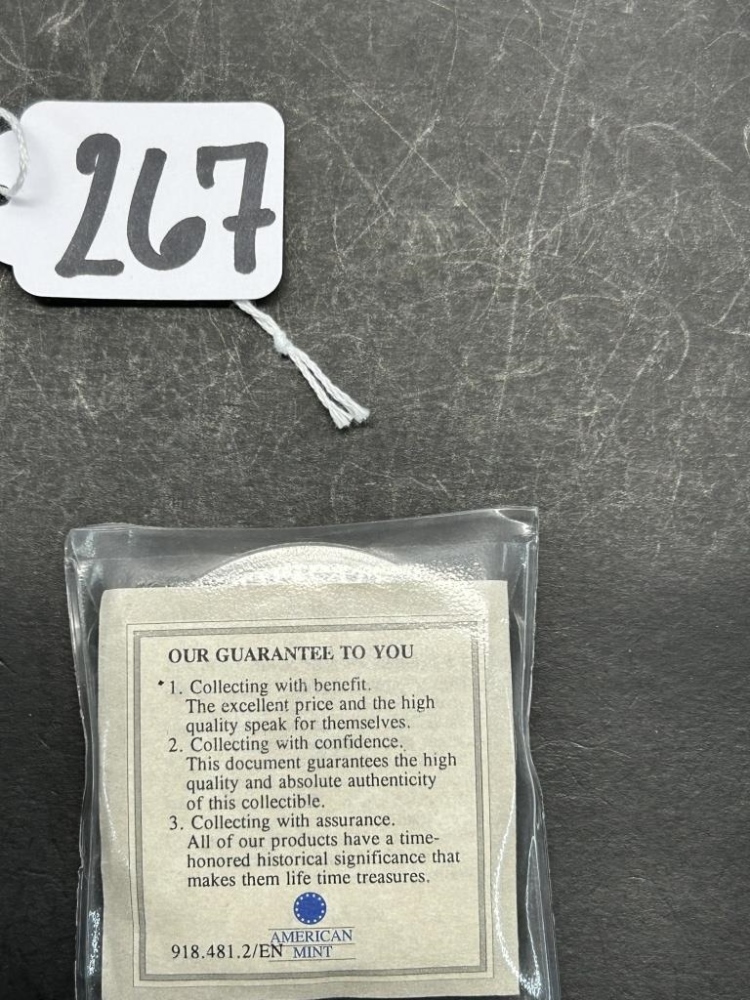 267
OUR GUARANTEE TO YOU
1. Collecting with benefit.
The excellent price and the high
quality speak for themselves.
2. Collecting with confidence.
This document guarantees the high
quality and absolute authenticity
of this collectible.
3. Collecting with assurance.
All of our products have a time-
honored historical significance that
makes them life time treasures.
AMERICAN
918.481.2/EN MINT